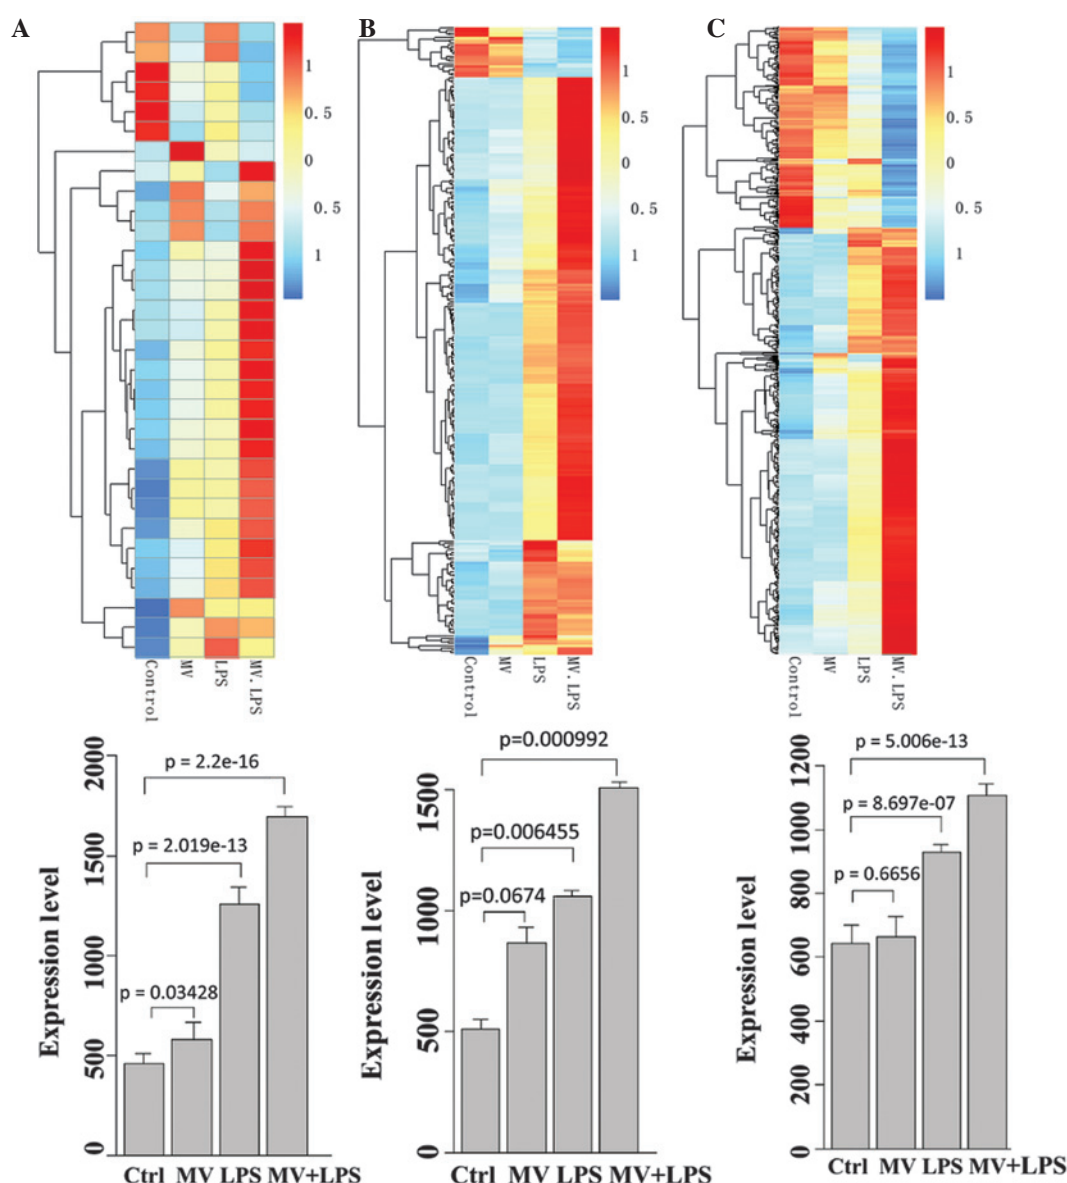 A
B
C
1
0.5
0
0.5
1
1
0.5
0
0.5
1
1
0.5
0
0.5
1
Control
MV
LPS
MV.LPS
Control
MV
LPS
MV.LPS
Control
MV
LPS
MV.LPS
Expression level
2000
1500
1000
500
0
p = 2.2e-16
p = 2.019e-13
p = 0.03428
Ctrl MV LPS MV+LPS
Expression level
1500
1000
500
0
p=0.000992
p=0.006455
p=0.0674
Ctrl MV LPS MV+LPS
Expression level
1200
1000
800
600
400
200
0
p = 5.006e-13
p = 8.697e-07
p = 0.6656
Ctrl MV LPS MV+LPS